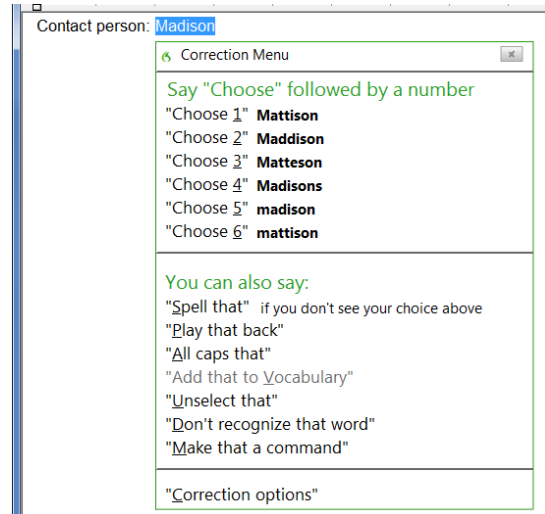 Contact person: Madison
Correction Menu
Say "Choose" followed by a number
"Choose 1" Mattison
"Choose 2" Maddison
"Choose 3" Matteson
"Choose 4" Madisons
"Choose 5" madison
"Choose 6" mattison
You can also say:
"Spell that" if you don't see your choice above
"Play that back"
"All caps that"
"Add that to Vocabulary"
"Unselect that"
"Don't recognize that word"
"Make that a command"
"Correction options"